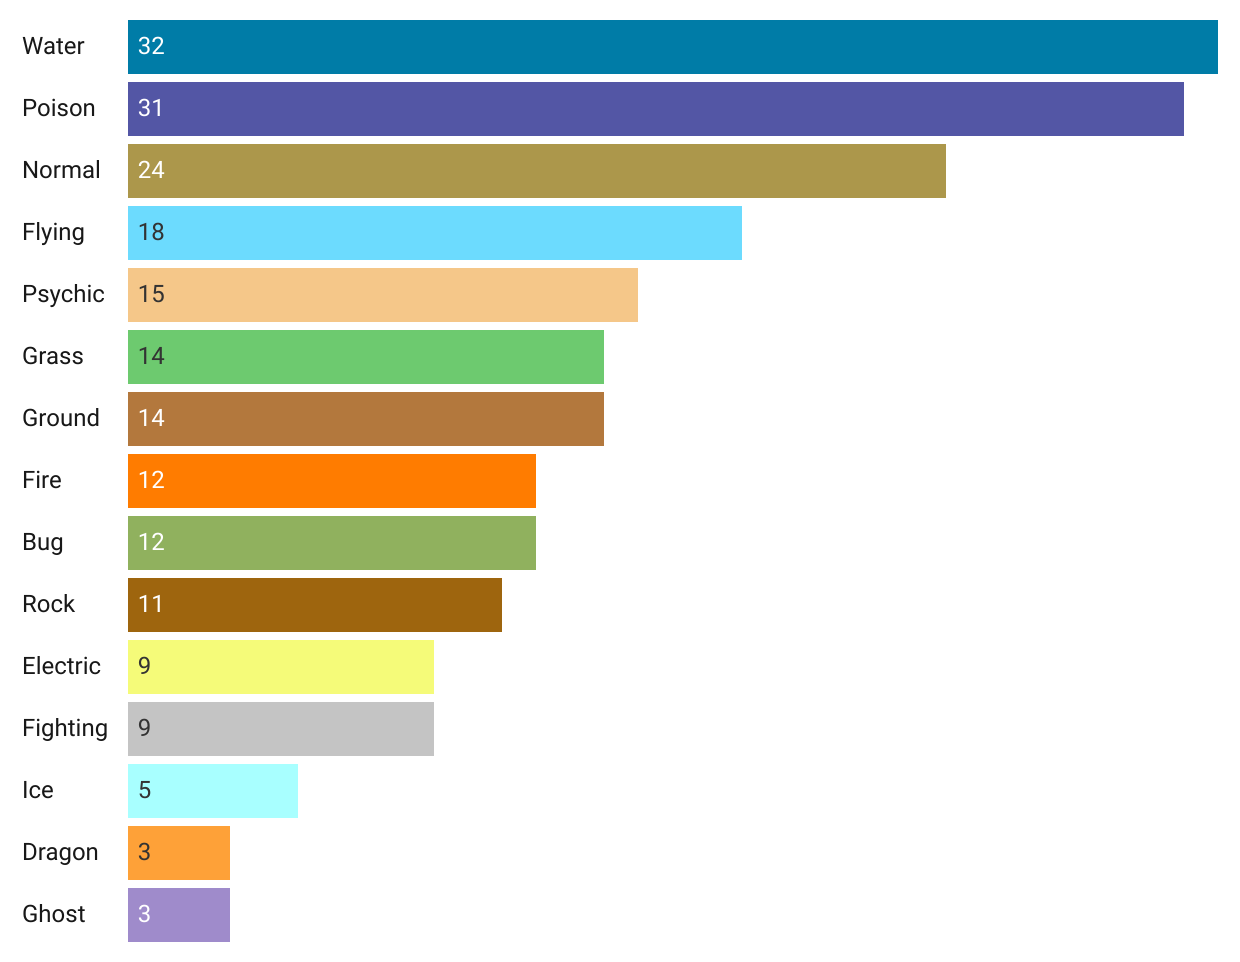 Water 32
Poison 31
Normal 24
Flying 18
Psychic 15
Grass 14
Ground 14
Fire 12
Bug 12
Rock 11
Electric 9
Fighting 9
Ice 5
Dragon 3
Ghost 3